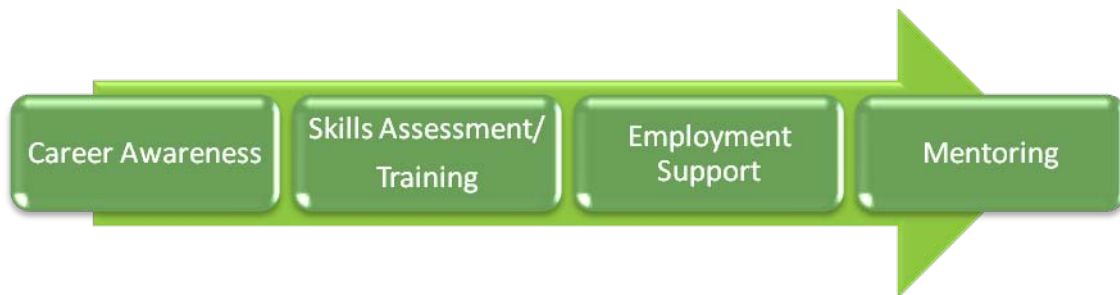 Career Awareness
Skills Assessment/
Training
Employment
Support
Mentoring